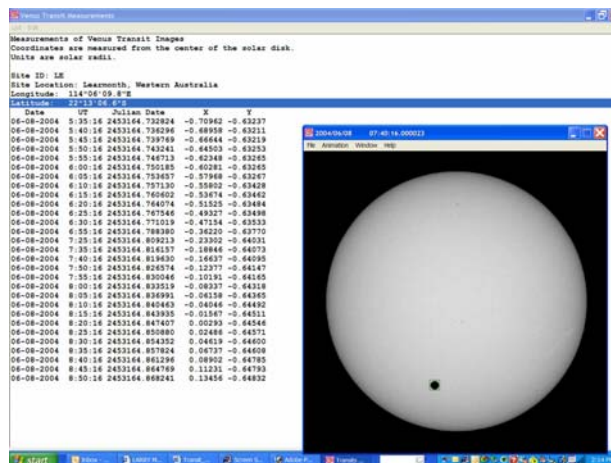 Venus Transit Measurements
Measurements of Venus Transit Images
Coordinates are measured from the center of the solar disk.
Units are solar radii.
Site ID: LE
Site Location: Learmonth, Western Australia
Longitude: 114°06'09.8"E
Latitude: 22°13'06.6"S
Date UT Julian Date X Y
06-08-2004 5:35:16 2453164.732824 -0.70962 -0.63237
06-08-2004 5:40:16 2453164.736296 -0.68958 -0.63211
06-08-2004 5:45:16 2453164.739769 -0.66644 -0.63219
06-08-2004 5:50:16 2453164.743241 -0.64503 -0.63253
06-08-2004 5:55:16 2453164.746713 -0.62348 -0.63265
06-08-2004 6:00:16 2453164.750185 -0.60281 -0.63265
06-08-2004 6:05:16 2453164.753657 -0.57968 -0.63267
06-08-2004 6:10:16 2453164.757130 -0.55802 -0.63428
06-08-2004 6:15:16 2453164.760602 -0.53674 -0.63462
06-08-2004 6:20:16 2453164.764074 -0.51525 -0.63484
06-08-2004 6:25:16 2453164.767546 -0.49327 -0.63498
06-08-2004 6:30:16 2453164.771019 -0.47154 -0.63533
06-08-2004 6:55:16 2453164.788380 -0.36220 -0.63770
06-08-2004 7:25:16 2453164.809213 -0.23302 -0.64031
06-08-2004 7:35:16 2453164.816157 -0.18846 -0.64073
06-08-2004 7:40:16 2453164.819630 -0.16637 -0.64095
06-08-2004 7:50:16 2453164.826574 -0.12377 -0.64147
06-08-2004 7:55:16 2453164.830046 -0.10191 -0.64165
06-08-2004 8:00:16 2453164.833519 -0.08337 -0.64318
06-08-2004 8:05:16 2453164.836991 -0.06158 -0.64365
06-08-2004 8:10:16 2453164.840463 -0.04046 -0.64492
06-08-2004 8:15:16 2453164.843935 -0.01567 -0.64511
06-08-2004 8:20:16 2453164.847407 0.00293 -0.64546
06-08-2004 8:25:16 2453164.850880 0.02486 -0.64571
06-08-2004 8:30:16 2453164.854352 0.04619 -0.64600
06-08-2004 8:35:16 2453164.857824 0.06737 -0.64608
06-08-2004 8:40:16 2453164.861296 0.08902 -0.64785
06-08-2004 8:45:16 2453164.864769 0.11231 -0.64793
06-08-2004 8:50:16 2453164.868241 0.13456 -0.64832
2004/06/08 07:40:16.000023
File Animation Window Help
start
Inbox -
2:14 PM